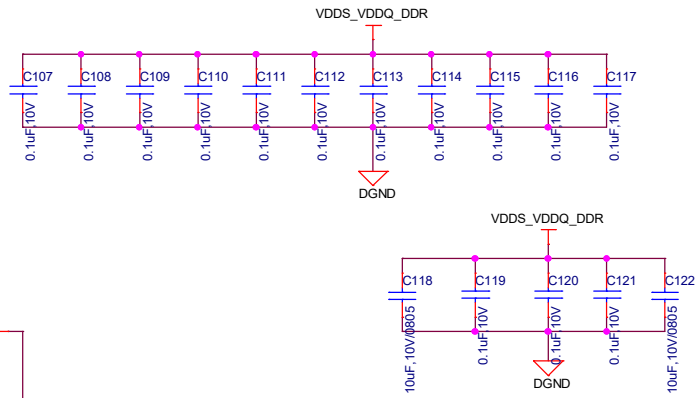 VDDS_VDDQ_DDR
C107 C108 C109 C110 C111 C112 C113 C114 C115 C116 C117
0.1uF,10V 0.1uF,10V 0.1uF,10V 0.1uF,10V 0.1uF,10V 0.1uF,10V 0.1uF,10V 0.1uF,10V 0.1uF,10V 0.1uF,10V 0.1uF,10V
DGND
VDDS_VDDQ_DDR
C118 C119 C120 C121 C122
10uF,10V/0805 0.1uF,10V 0.1uF,10V 0.1uF,10V 10uF,10V/0805
DGND